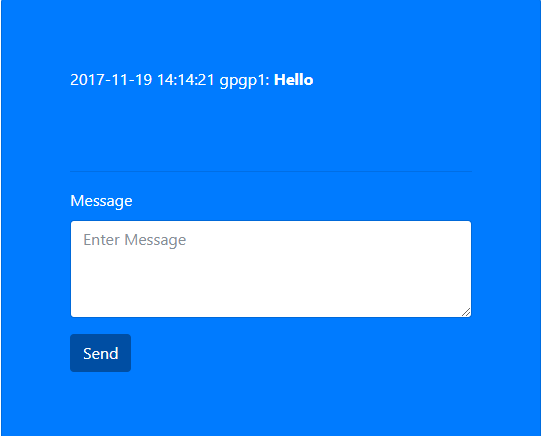 2017-11-19 14:14:21 gpgp1: Hello
Message
Enter Message
Send